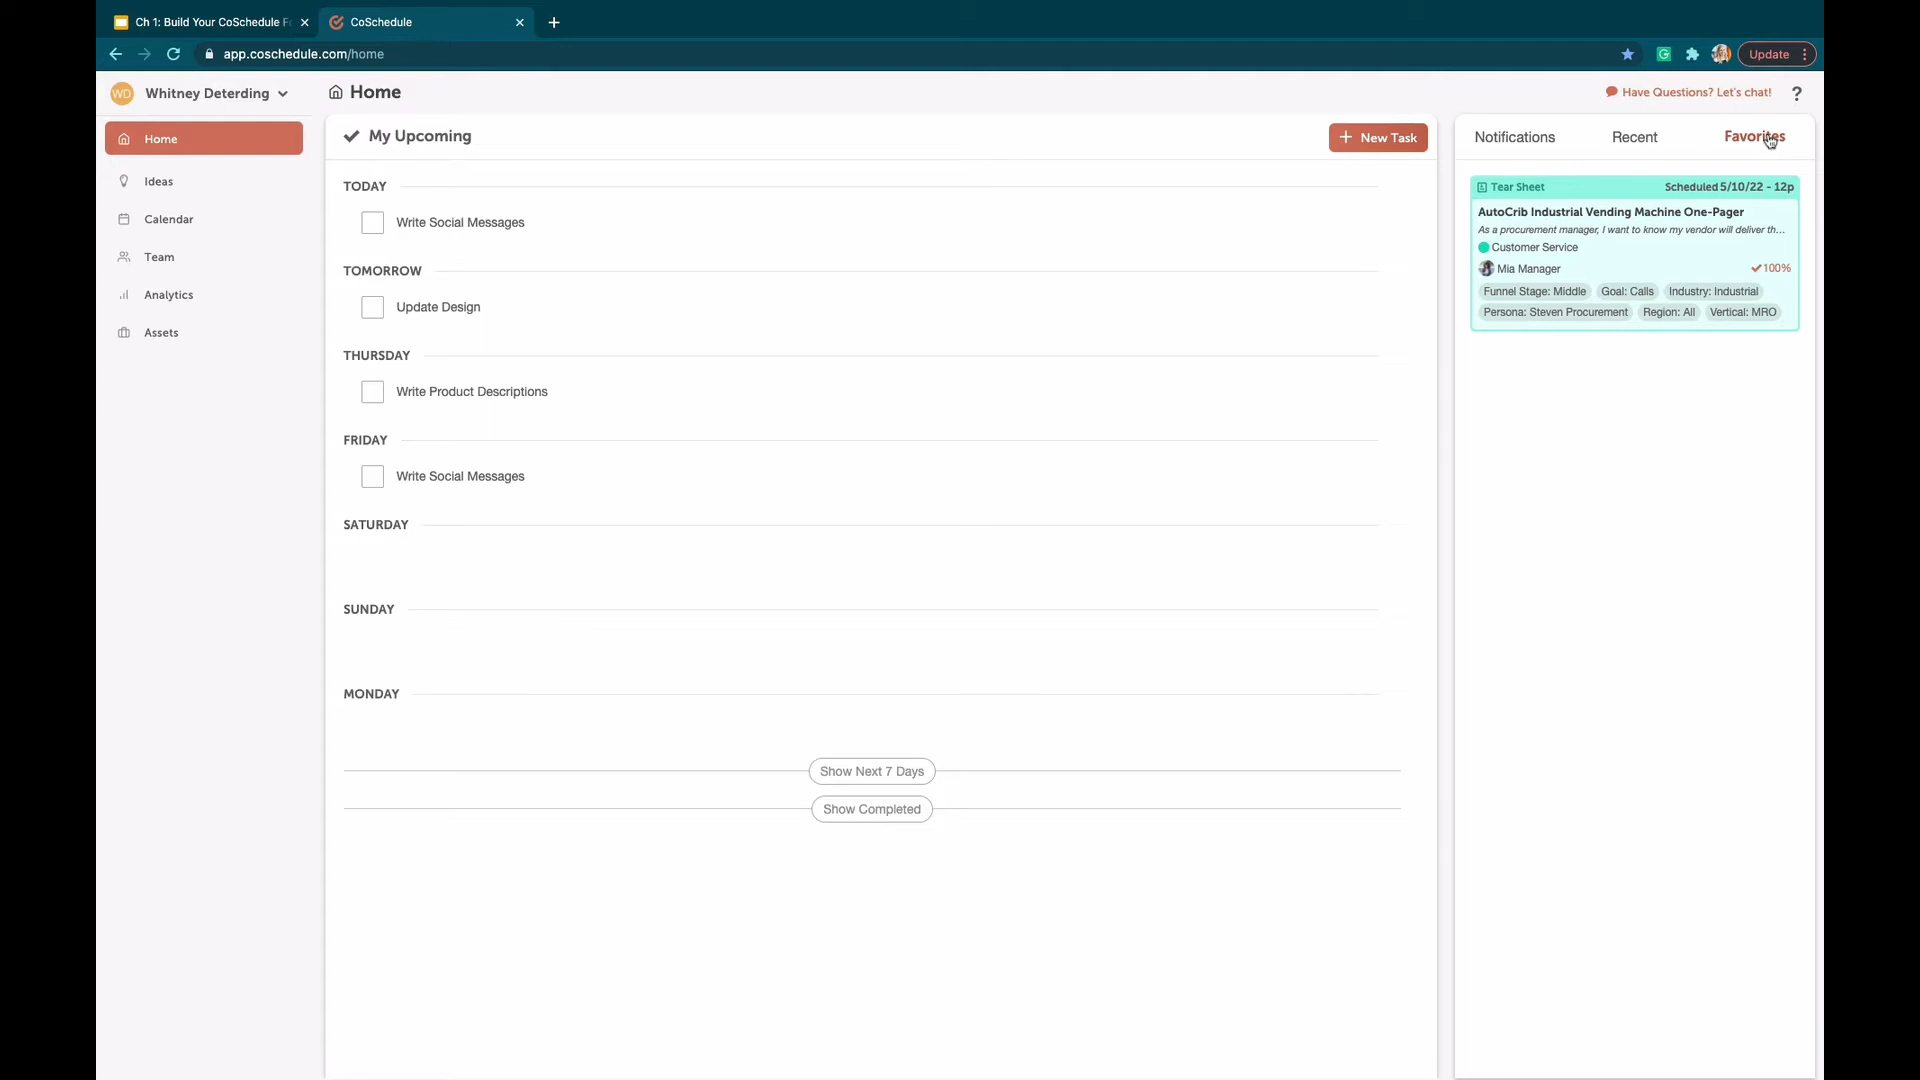 Ch 1: Build Your CoSchedule F
CoSchedule
app.coschedule.com/home
Update
WD Whitney Deterding
Home
Have Questions? Let's chat!
?
Home
Ideas
Calendar
Team
Analytics
Assets
My Upcoming
+ New Task
TODAY
Write Social Messages
TOMORROW
Update Design
THURSDAY
Write Product Descriptions
FRIDAY
Write Social Messages
SATURDAY
SUNDAY
MONDAY
Show Next 7 Days
Show Completed
Notifications Recent Favorites
Tear Sheet Scheduled 5/10/22 - 12p
AutoCrib Industrial Vending Machine One-Pager
As a procurement manager, I want to know my vendor will deliver th...
Customer Service
Mia Manager 100%
Funnel Stage: Middle Goal: Calls Industry: Industrial
Persona: Steven Procurement Region: All Vertical: MRO